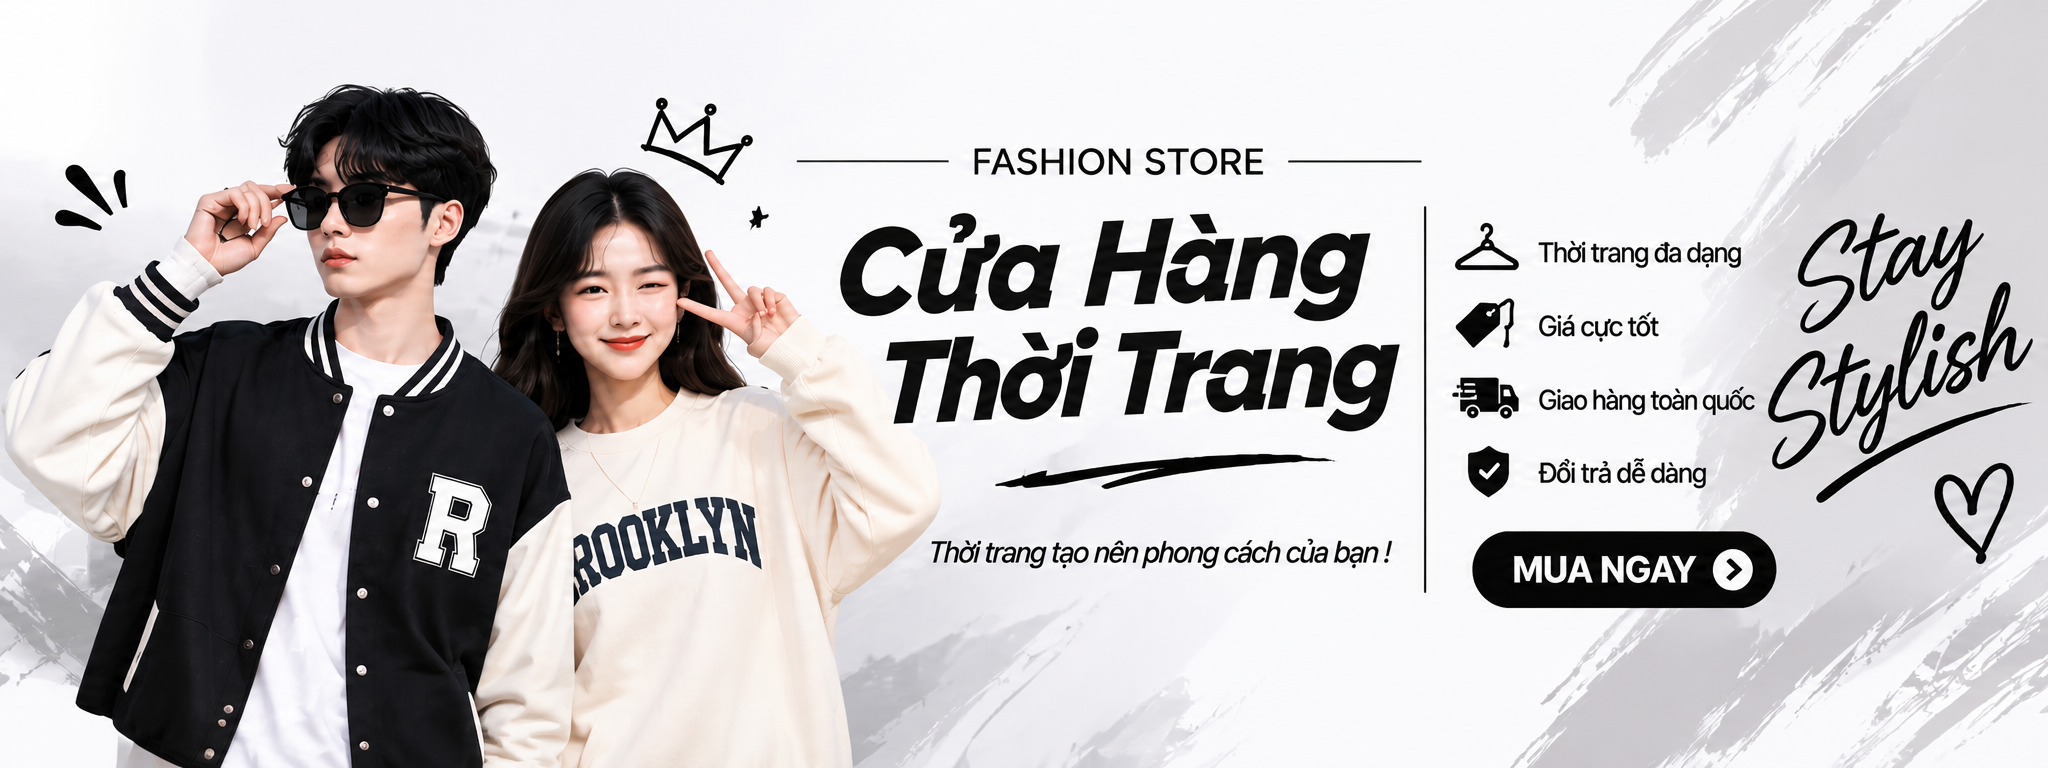 FASHION STORE
Cửa Hàng
Thời Trang
Thời trang tạo nên phong cách của bạn !
Thời trang đa dạng
Giá cực tốt
Giao hàng toàn quốc
Đổi trả dễ dàng
MUA NGAY
Stay
Stylish
R
ROOKLYN